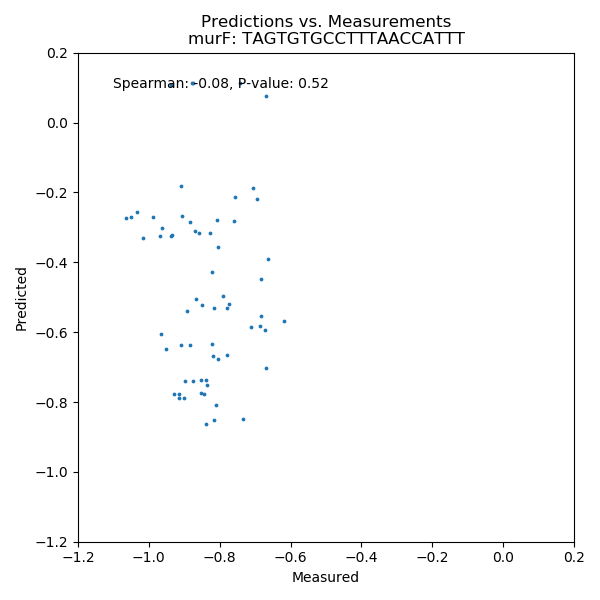 Predictions vs. Measurements
murF: TAGTGTGCCTTTAACCATTT
Spearman: -0.08, P-value: 0.52
0.2
0.0
−0.2
−0.4
−0.6
−0.8
−1.0
−1.2
Predicted
−1.2 −1.0 −0.8 −0.6 −0.4 −0.2 0.0 0.2
Measured